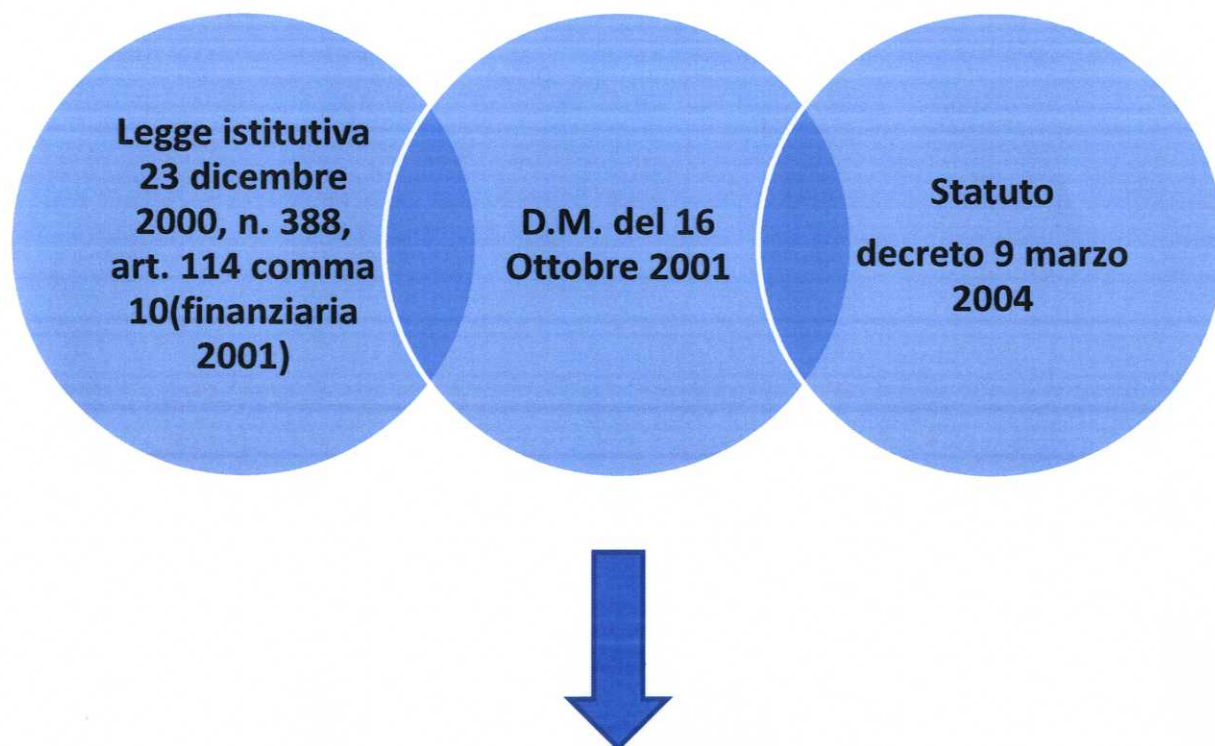 Legge istitutiva
23 dicembre
2000, n. 388,
art. 114 comma
10(finanziaria
2001)
D.M. del 16
Ottobre 2001
Statuto
decreto 9 marzo
2004